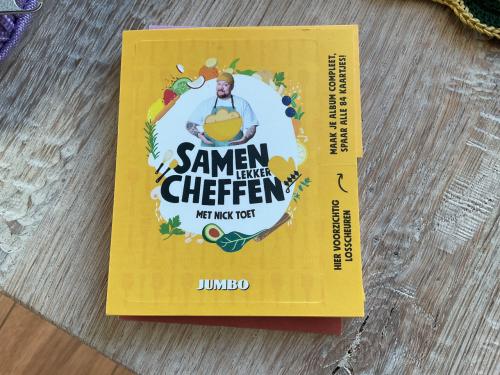 SAMEN
LEKKER
CHEFFEN
MET NICK TOET
JUMBO
MAAK JE ALBUM COMPLEET,
SPAAR ALLE 84 KAARTJES!
HIER VOORZICHTIG
LOSSCHEUREN